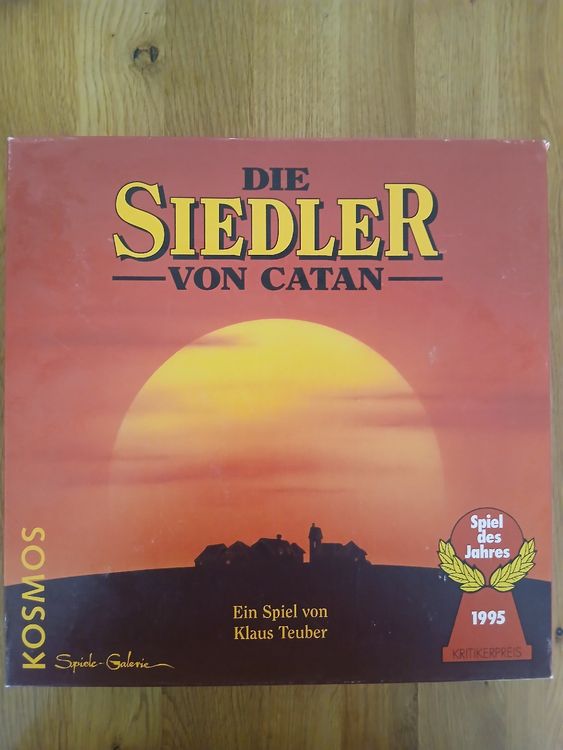 DIE
SIEDLER
VON CATAN
Ein Spiel von
Klaus Teuber
KOSMOS
Spiele-Galerie
Spiel
des
Jahres
1995
KRITIKERPREIS